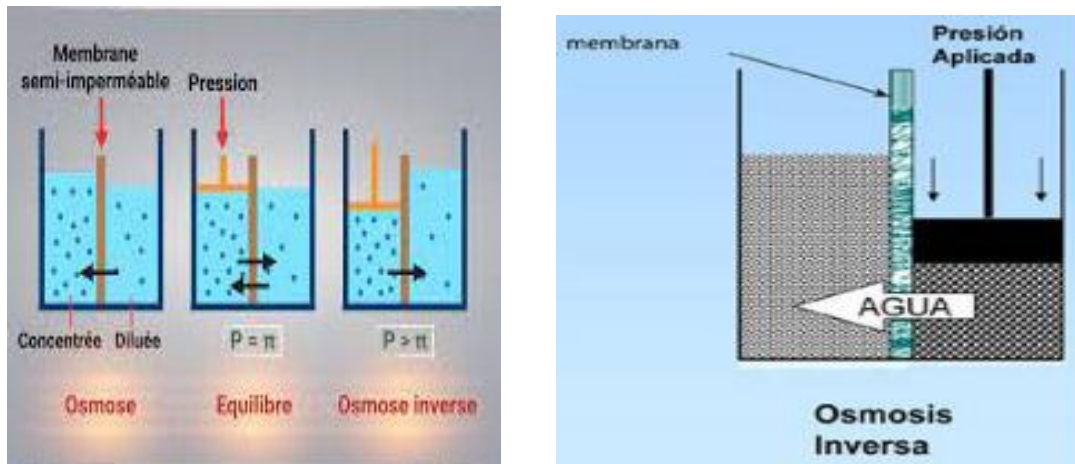 Membrane
semi-imperméable
Pression
Concentrée
Diluée
P = π
P > π
Osmose
Equilibre
Osmose inverse
membrana
Presión
Aplicada
AGUA
Osmosis
Inversa